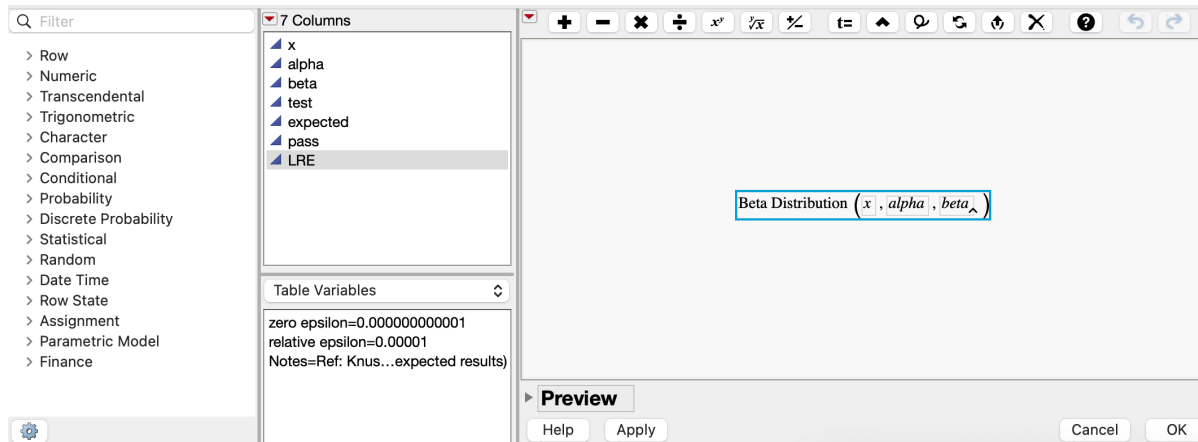 Filter
Row
Numeric
Transcendental
Trigonometric
Character
Comparison
Conditional
Probability
Discrete Probability
Statistical
Random
Date Time
Row State
Assignment
Parametric Model
Finance
7 Columns
x
alpha
beta
test
expected
pass
LRE
Table Variables
zero epsilon=0.000000000001
relative epsilon=0.00001
Notes=Ref: Knus...expected results)
+ − × ÷ xʸ ʸ√x +/− t= ?
Beta Distribution ( x , alpha , beta )
Preview
Help Apply Cancel OK